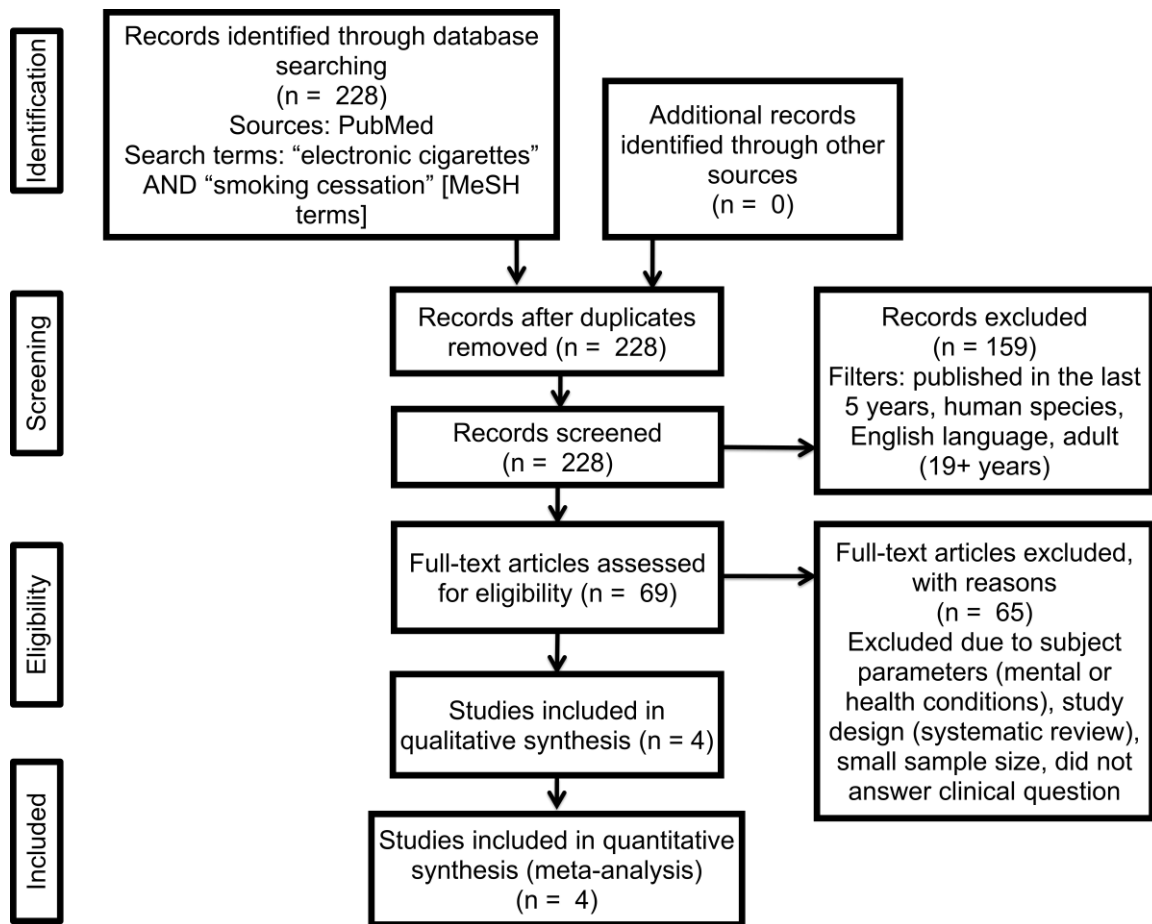 Identification
Records identified through database
searching
(n =  228)
Sources: PubMed
Search terms: “electronic cigarettes”
AND “smoking cessation” [MeSH
terms]
Additional records
identified through other
sources
(n =  0)
Screening
Records after duplicates
removed (n =  228)
Records excluded
(n = 159)
Filters: published in the last
5 years, human species,
English language, adult
(19+ years)
Records screened
(n =  228)
Eligibility
Full-text articles assessed
for eligibility (n =  69)
Full-text articles excluded,
with reasons
(n =  65)
Excluded due to subject
parameters (mental or
health conditions), study
design (systematic review),
small sample size, did not
answer clinical question
Studies included in
qualitative synthesis (n = 4)
Included
Studies included in quantitative
synthesis (meta-analysis)
(n =  4)